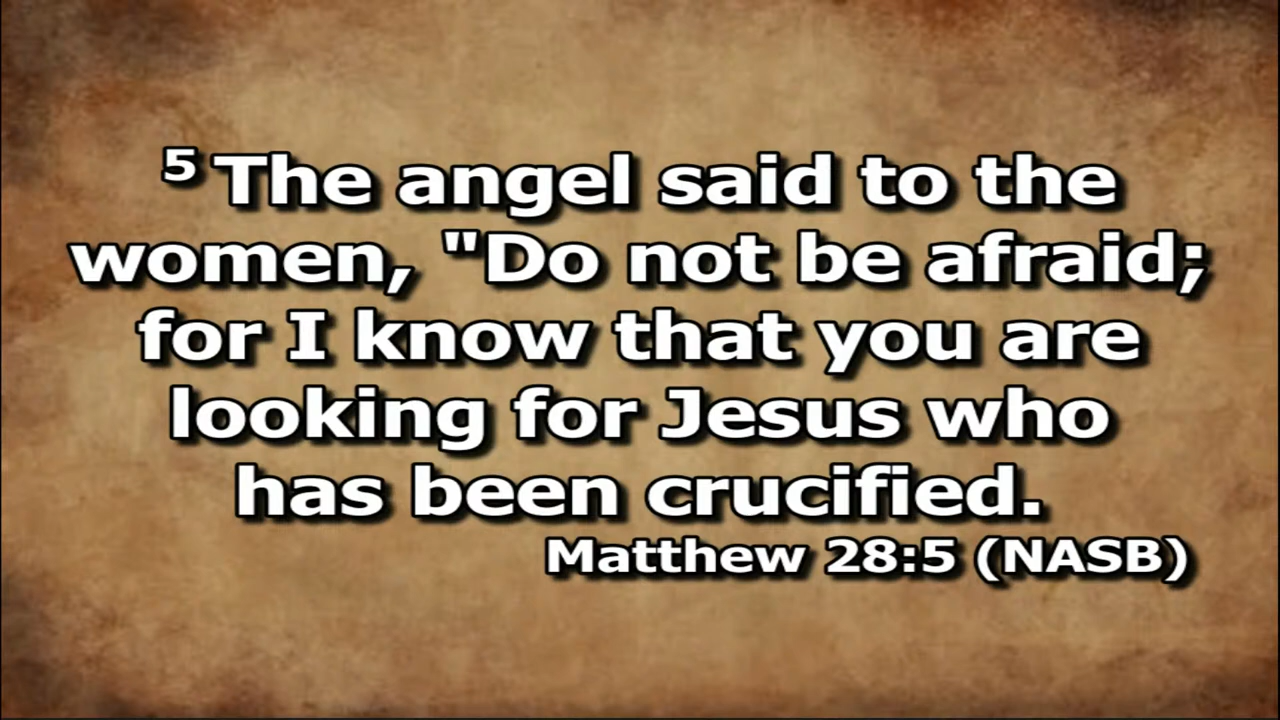 ⁵ The angel said to the
women, "Do not be afraid;
for I know that you are
looking for Jesus who
has been crucified.
Matthew 28:5 (NASB)